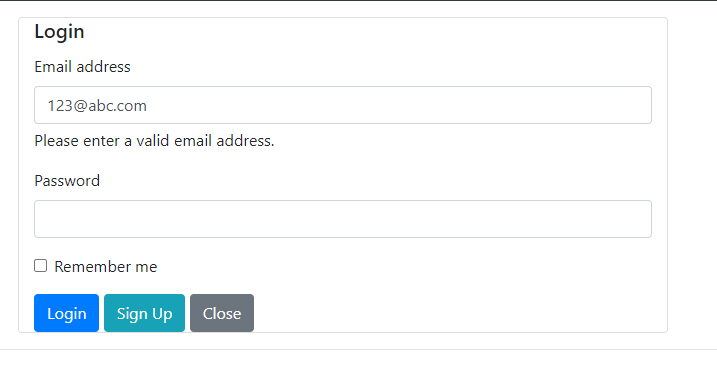 Login
Email address
123@abc.com
Please enter a valid email address.
Password
Remember me
Login Sign Up Close